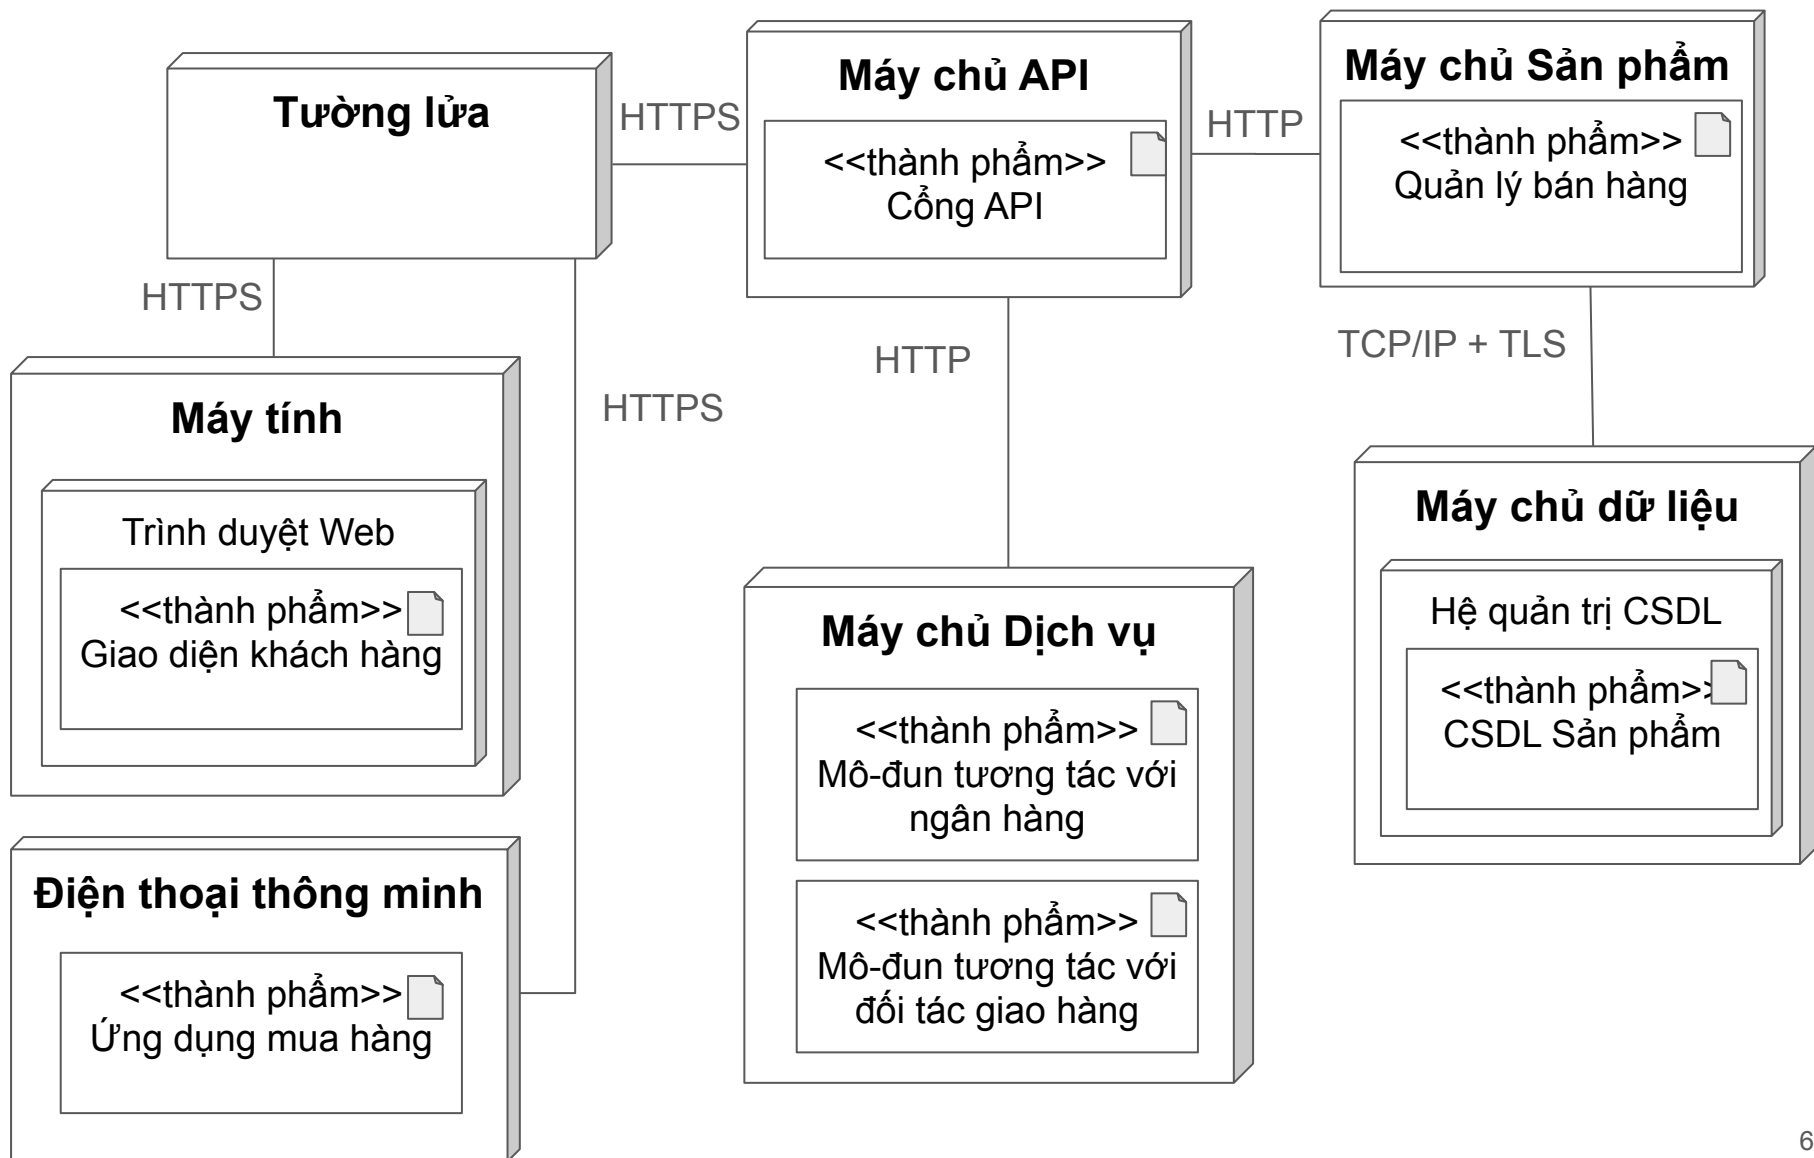 Tường lửa
HTTPS
Máy chủ API
<<thành phẩm>>
Cổng API
HTTP
Máy chủ Sản phẩm
<<thành phẩm>>
Quản lý bán hàng
HTTPS
HTTPS
HTTP
TCP/IP + TLS
Máy tính
Trình duyệt Web
<<thành phẩm>>
Giao diện khách hàng
Điện thoại thông minh
<<thành phẩm>>
Ứng dụng mua hàng
Máy chủ Dịch vụ
<<thành phẩm>>
Mô-đun tương tác với
ngân hàng
<<thành phẩm>>
Mô-đun tương tác với
đối tác giao hàng
Máy chủ dữ liệu
Hệ quản trị CSDL
<<thành phẩm>>
CSDL Sản phẩm
6